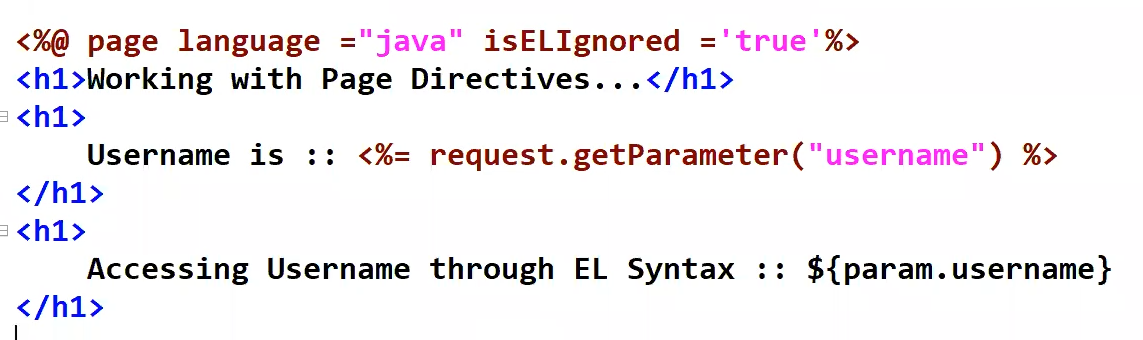 <%@ page language ="java" isELIgnored ='true'%>
<h1>Working with Page Directives...</h1>
<h1>
    Username is :: <%= request.getParameter("username") %>
</h1>
<h1>
    Accessing Username through EL Syntax :: ${param.username}
</h1>